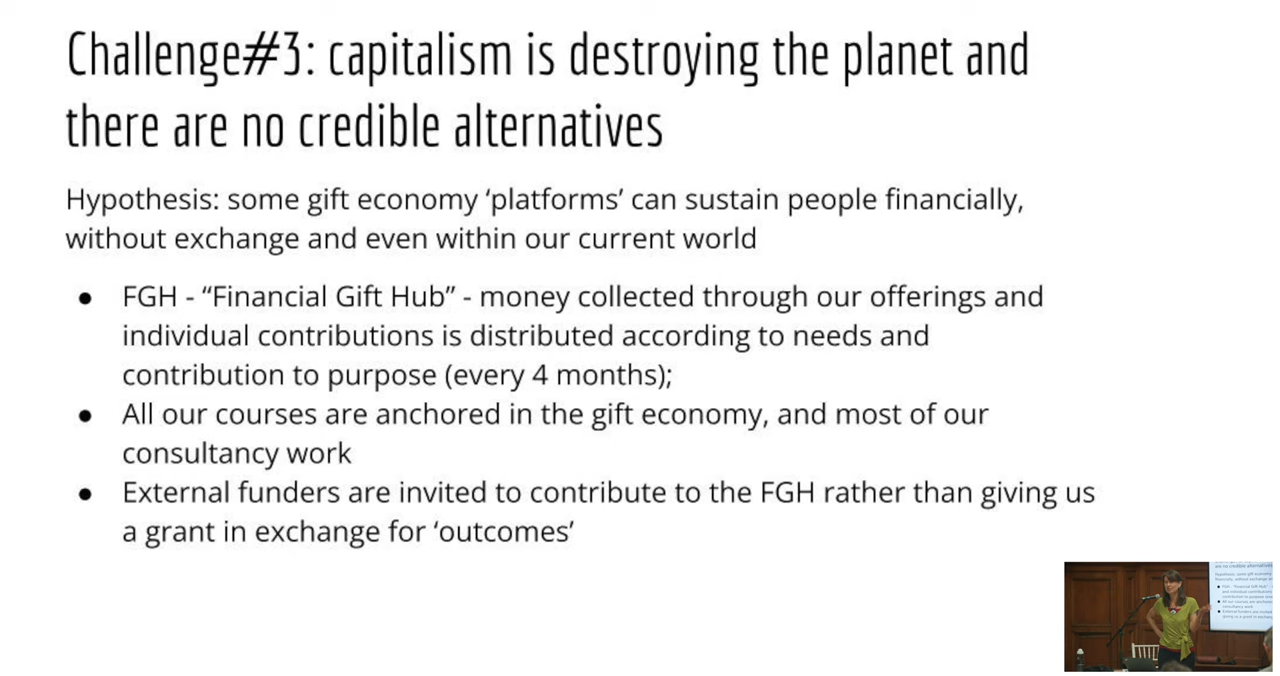 Challenge#3: capitalism is destroying the planet and
there are no credible alternatives
Hypothesis: some gift economy ‘platforms’ can sustain people financially,
without exchange and even within our current world
● FGH - “Financial Gift Hub” - money collected through our offerings and
individual contributions is distributed according to needs and
contribution to purpose (every 4 months);
● All our courses are anchored in the gift economy, and most of our
consultancy work
● External funders are invited to contribute to the FGH rather than giving us
a grant in exchange for ‘outcomes’